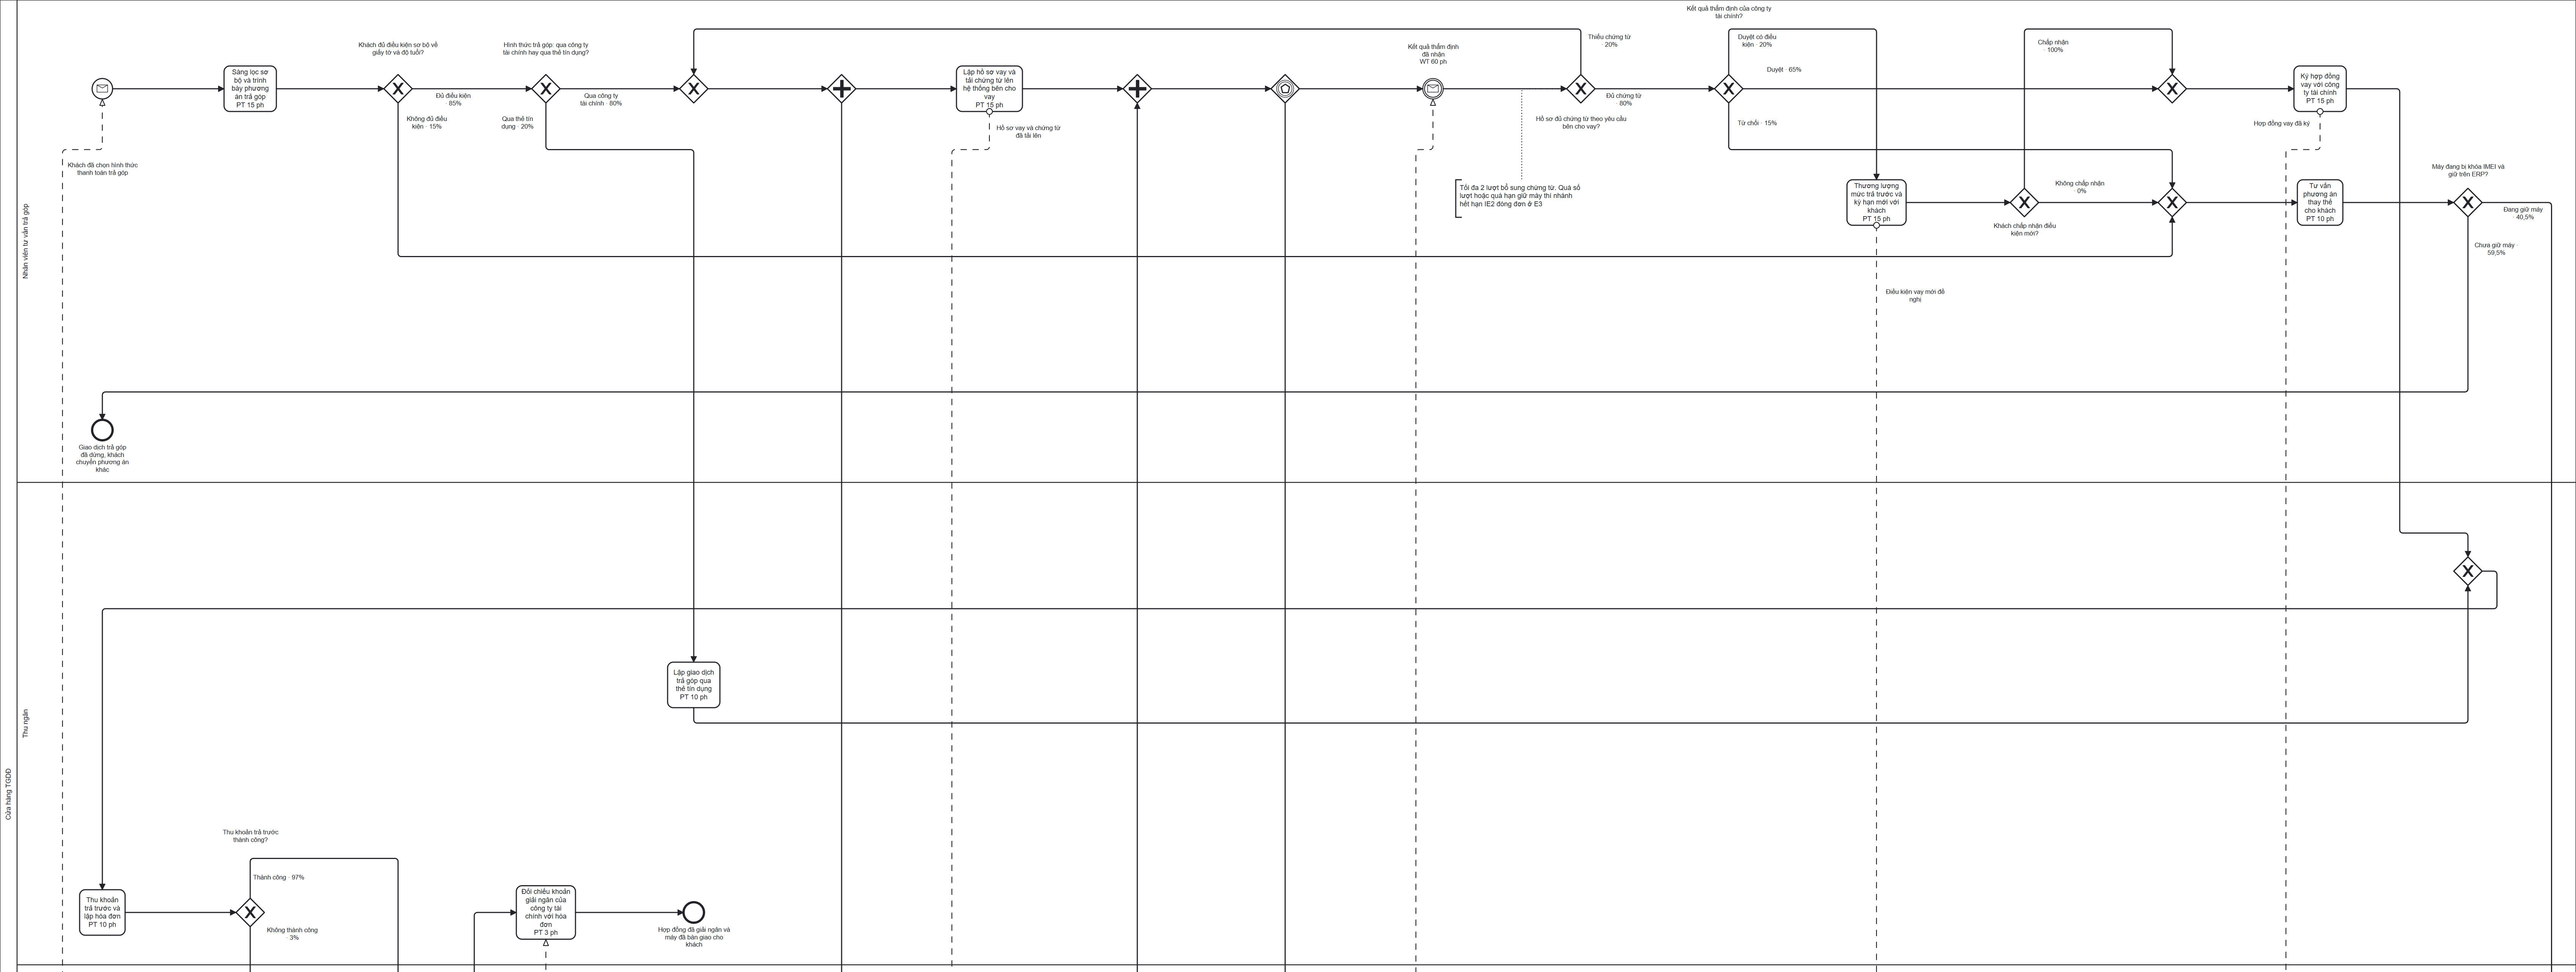 Kết quả thẩm định của công ty
tài chính?
Khách đủ điều kiện sơ bộ về
giấy tờ và độ tuổi?
Hình thức trả góp: qua công ty
tài chính hay qua thẻ tín dụng?
Kết quả thẩm định
đã nhận
WT 60 ph
Thiếu chứng từ
· 20%
Duyệt có điều
kiện · 20%
Chấp nhận
· 100%
Duyệt · 65%
Sàng lọc sơ
bộ và trình
bày phương
án trả góp
PT 15 ph
Đủ điều kiện
· 85%
Không đủ điều
kiện · 15%
Qua công ty
tài chính · 80%
Qua thẻ tín
dụng · 20%
Lập hồ sơ vay và
tải chứng từ lên
hệ thống bên cho
vay
PT 15 ph
Hồ sơ vay và chứng từ
đã tải lên
Đủ chứng từ
· 80%
Hồ sơ đủ chứng từ theo yêu cầu
bên cho vay?
Từ chối · 15%
Ký hợp đồng
vay với công
ty tài chính
PT 15 ph
Hợp đồng vay đã ký
Khách đã chọn hình thức
thanh toán trả góp
Tối đa 2 lượt bổ sung chứng từ. Quá số
lượt hoặc quá hạn giữ máy thì nhánh
hết hạn IE2 đóng đơn ở E3
Thương lượng
mức trả trước và
kỳ hạn mới với
khách
PT 15 ph
Không chấp nhận
· 0%
Khách chấp nhận điều
kiện mới?
Tư vấn
phương án
thay thế
cho khách
PT 10 ph
Máy đang bị khóa IMEI và
giữ trên ERP?
Đang giữ máy
· 40,5%
Chưa giữ máy ·
59,5%
Điều kiện vay mới đề
nghị
Nhân viên tư vấn trả góp
Giao dịch trả góp
đã dừng, khách
chuyển phương án
khác
Lập giao dịch
trả góp qua
thẻ tín dụng
PT 10 ph
Thu ngân
Cửa hàng TGDĐ
Thu khoản trả trước
thành công?
Thành công · 97%
Thu khoản
trả trước và
lập hóa đơn
PT 10 ph
Không thành công
· 3%
Đối chiếu khoản
giải ngân của
công ty tài
chính với hóa
đơn
PT 3 ph
Hợp đồng đã giải ngân và
máy đã bàn giao cho
khách